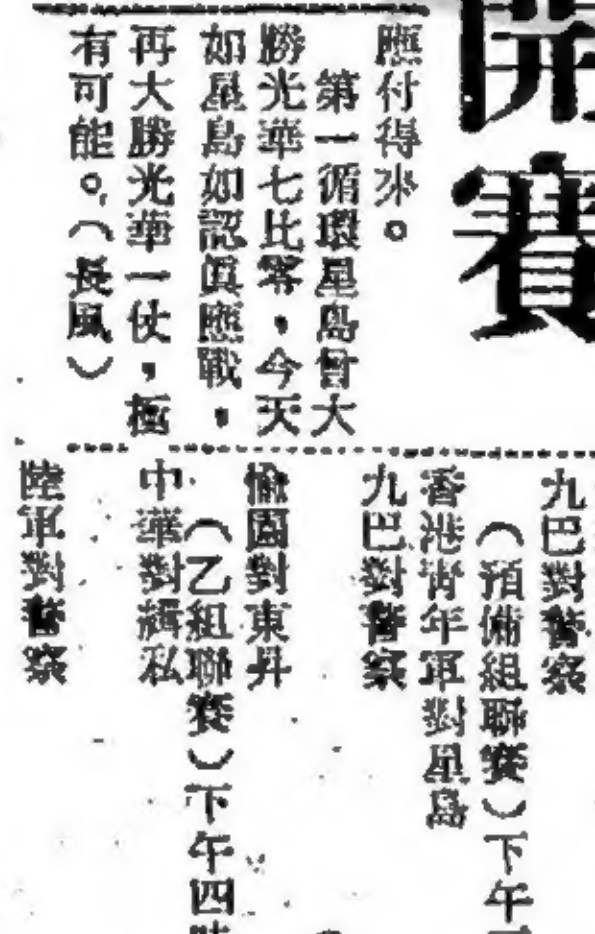 開賽
應付得來。
第一循環星島曾大
勝光華七比零,今天
如星島如認眞應戰,
再大勝光華一仗,極
有可能。(長風)
九巴對警察
(預備組聯賽)下午
香港青年軍對星島
九巴對警察
愉園對東昇
(乙組聯賽)下午四時
中華對緝私
陸軍對警察